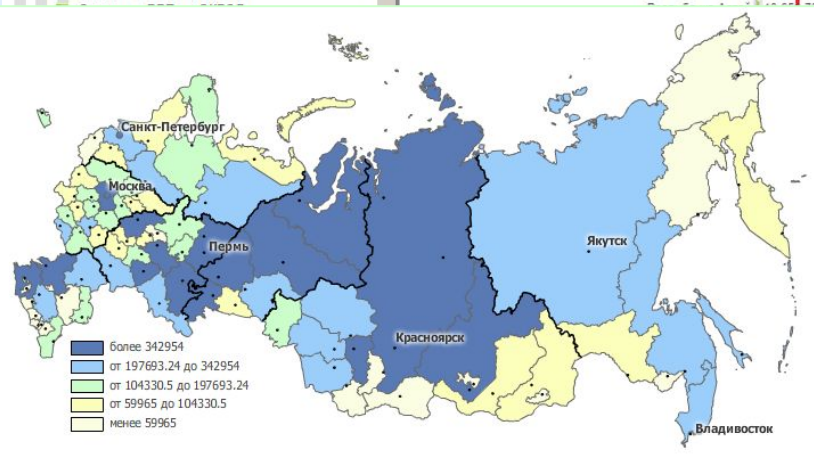 Санкт-Петербург
Москва
Пермь
Якутск
Красноярск
Владивосток
более 342954
от 197693.24 до 342954
от 104330.5 до 197693.24
от 59965 до 104330.5
менее 59965